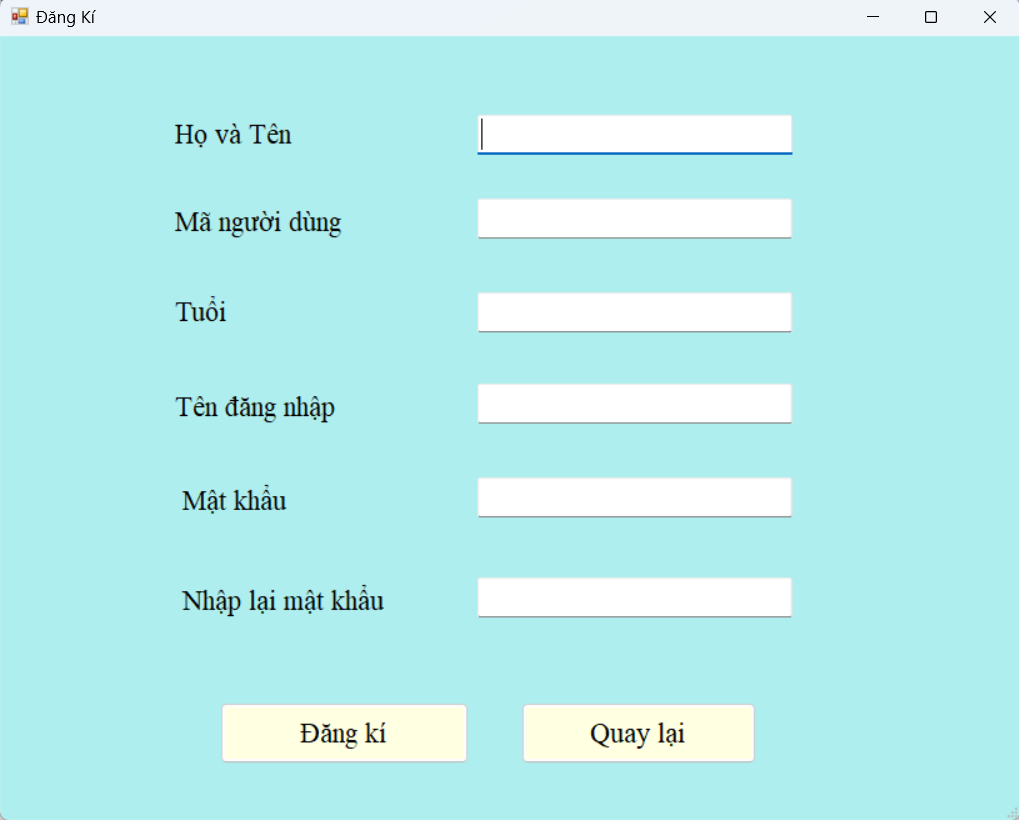 Đăng Kí
Họ và Tên
Mã người dùng
Tuổi
Tên đăng nhập
Mật khẩu
Nhập lại mật khẩu
Đăng kí
Quay lại